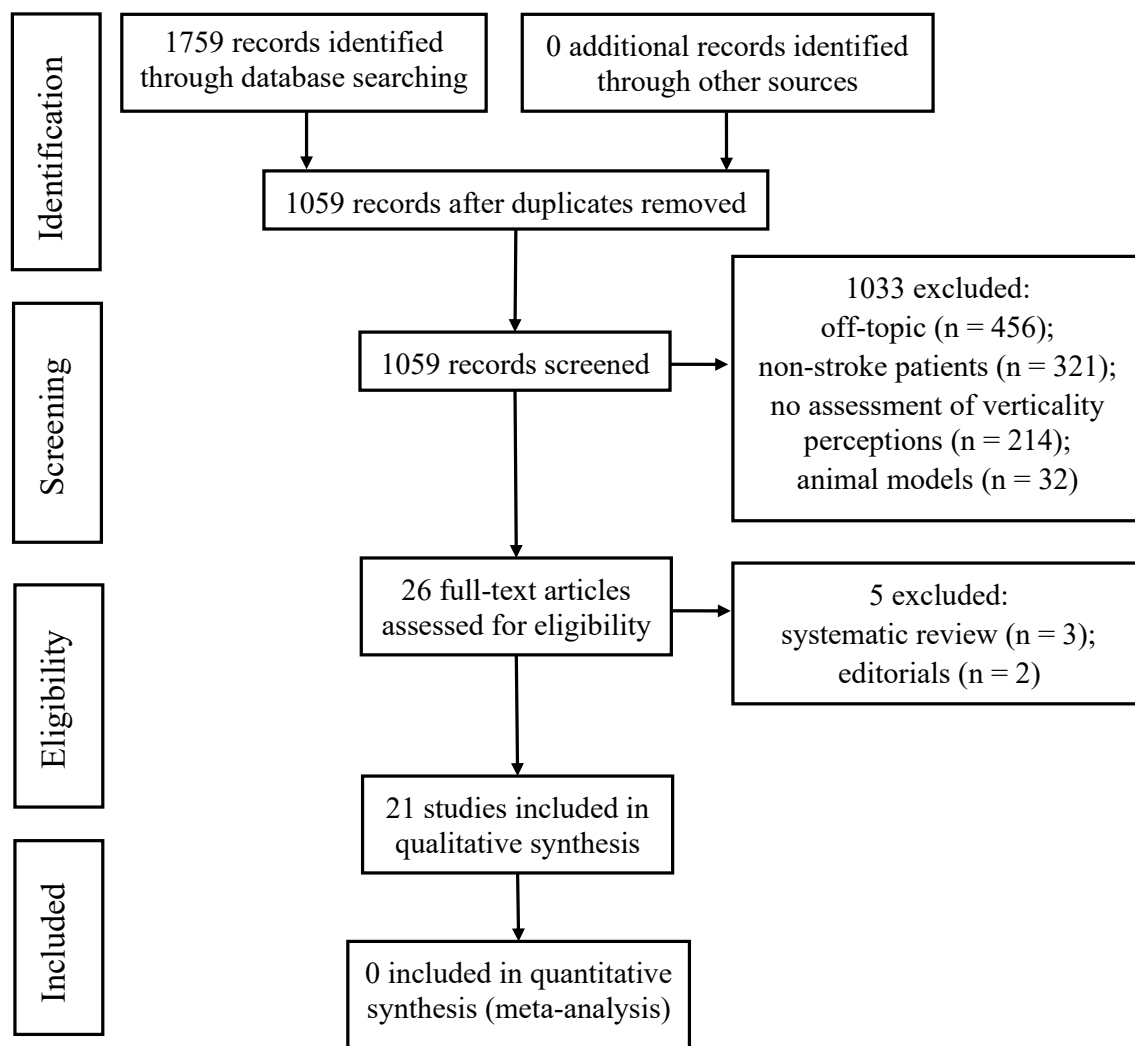 Identification
1759 records identified
through database searching
0 additional records identified
through other sources
1059 records after duplicates removed
Screening
1059 records screened
1033 excluded:
off-topic (n = 456);
non-stroke patients (n = 321);
no assessment of verticality
perceptions (n = 214);
animal models (n = 32)
Eligibility
26 full-text articles
assessed for eligibility
5 excluded:
systematic review (n = 3);
editorials (n = 2)
21 studies included in
qualitative synthesis
Included
0 included in quantitative
synthesis (meta-analysis)